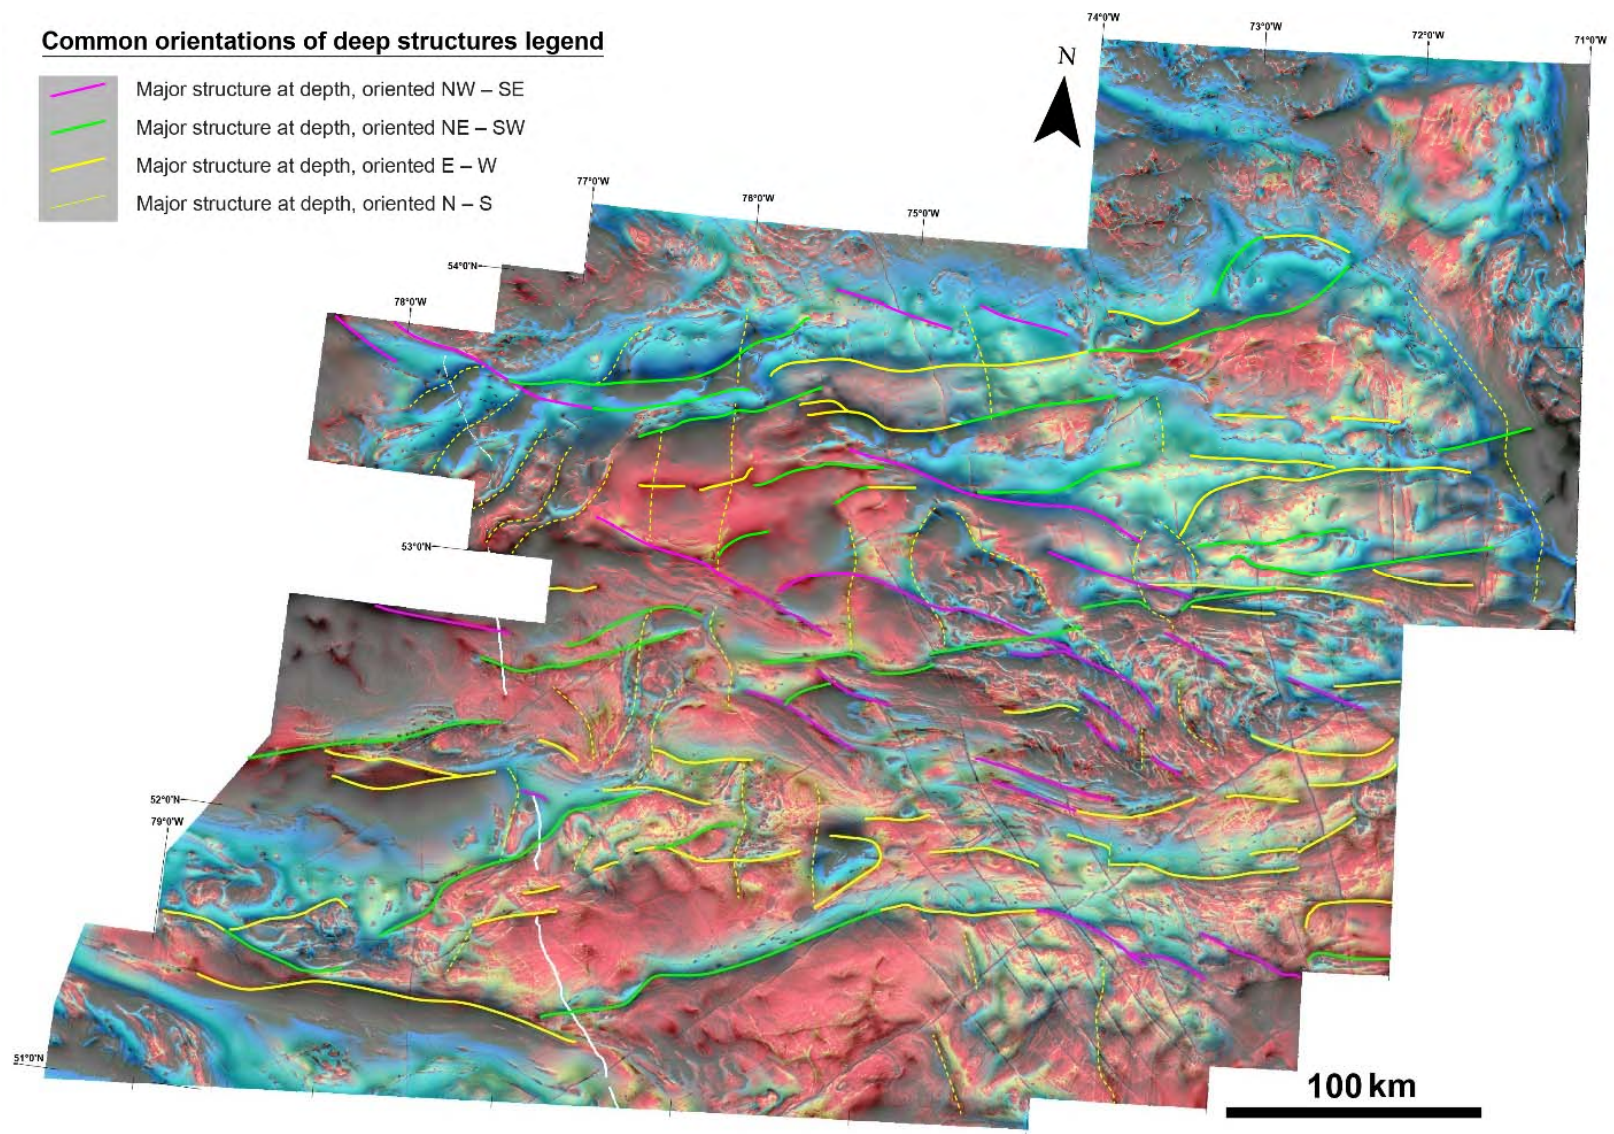 Common orientations of deep structures legend
Major structure at depth, oriented NW – SE
Major structure at depth, oriented NE – SW
Major structure at depth, oriented E – W
Major structure at depth, oriented N – S
N
74°0'W
73°0'W
72°0'W
71°0'W
77°0'W
76°0'W
75°0'W
54°0'N
78°0'W
53°0'N
52°0'N
79°0'W
51°0'N
100 km